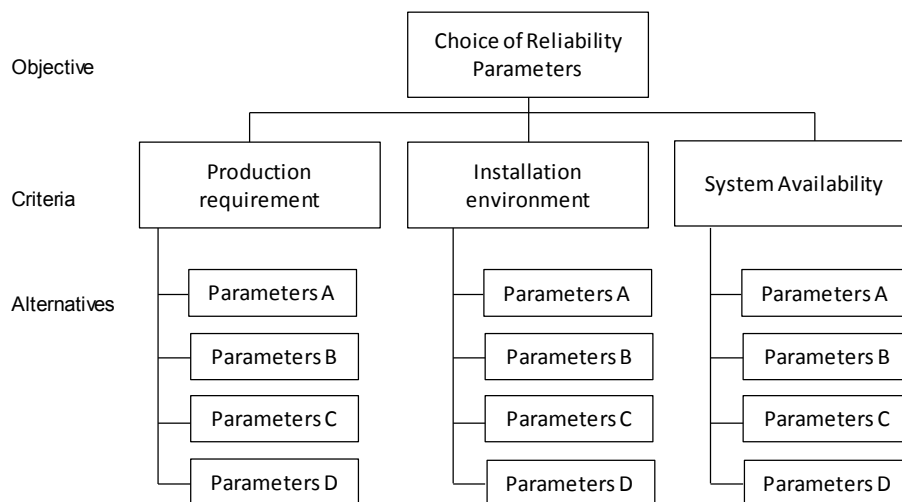 Objective
Choice of Reliability
Parameters
Criteria
Production
requirement
Installation
environment
System Availability
Alternatives
Parameters A
Parameters A
Parameters A
Parameters B
Parameters B
Parameters B
Parameters C
Parameters C
Parameters C
Parameters D
Parameters D
Parameters D